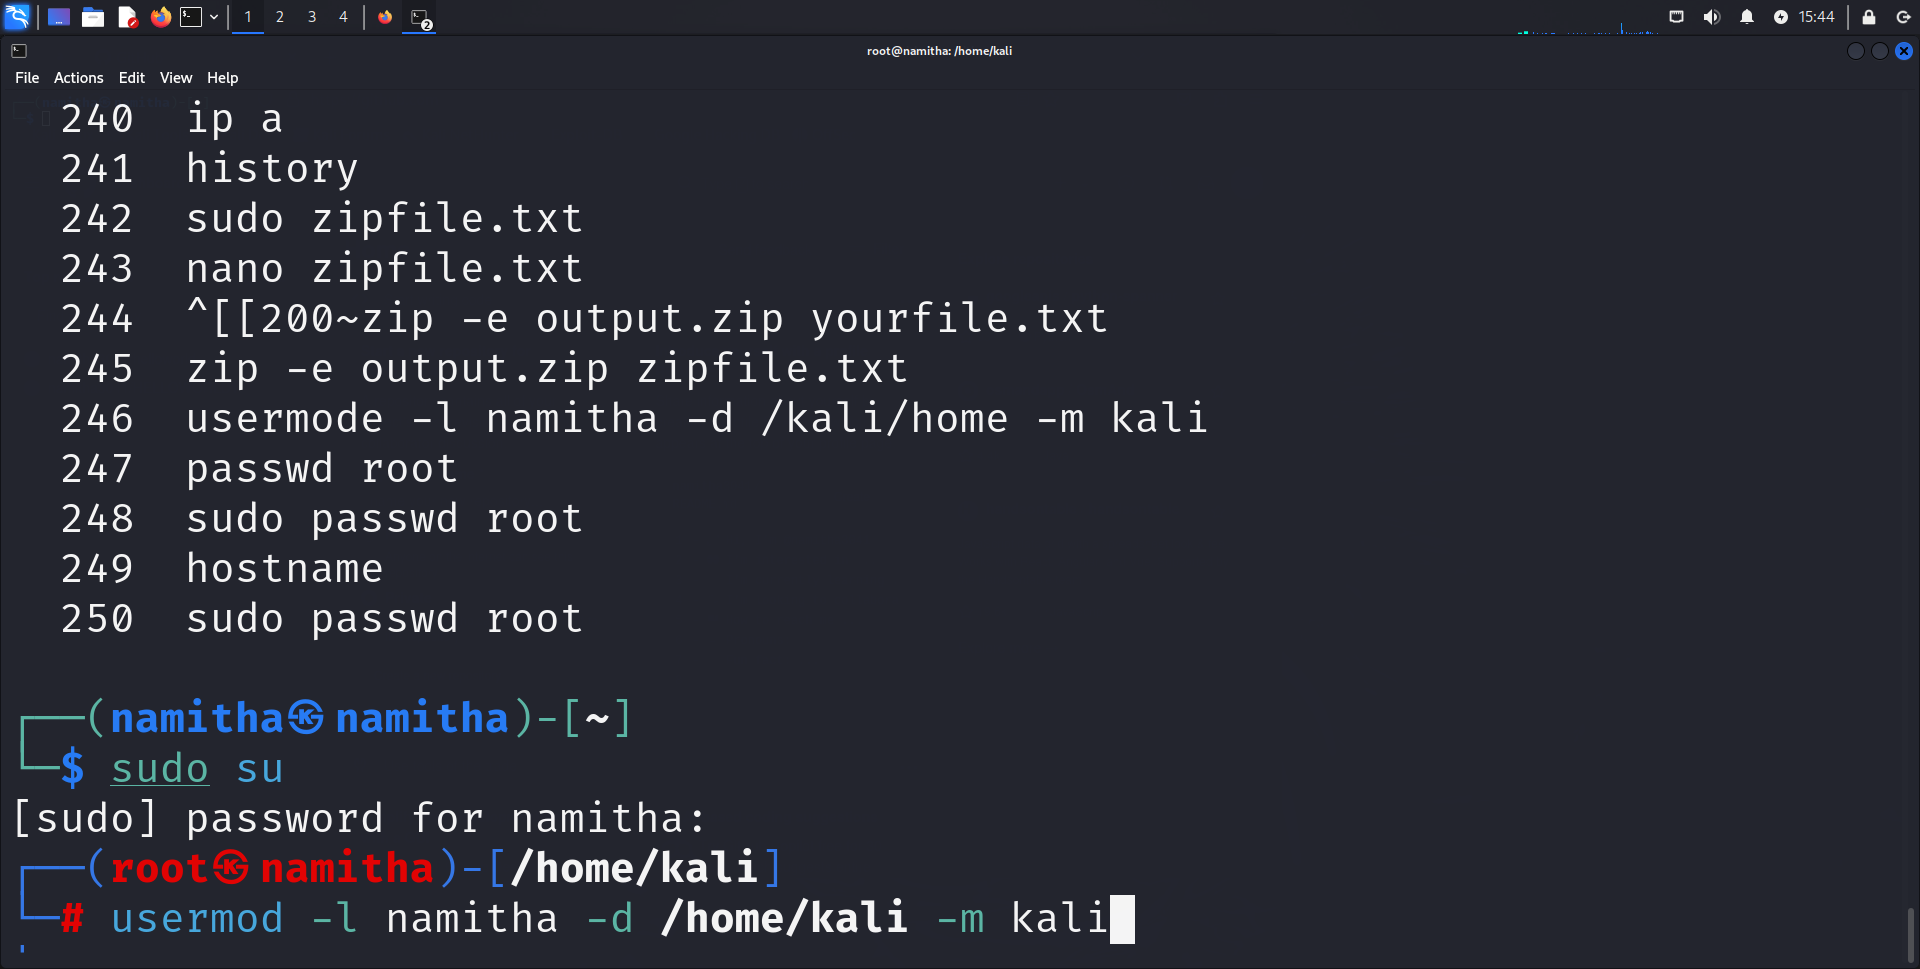 1 2 3 4 2 15:44
root@namitha: /home/kali
File Actions Edit View Help
240 ip a
241 history
242 sudo zipfile.txt
243 nano zipfile.txt
244 ^[[200~zip -e output.zip yourfile.txt
245 zip -e output.zip zipfile.txt
246 usermode -l namitha -d /kali/home -m kali
247 passwd root
248 sudo passwd root
249 hostname
250 sudo passwd root
┌──(namitha㉿namitha)-[~]
└─$ sudo su
[sudo] password for namitha:
┌──(root㉿namitha)-[/home/kali]
└─# usermod -l namitha -d /home/kali -m kali